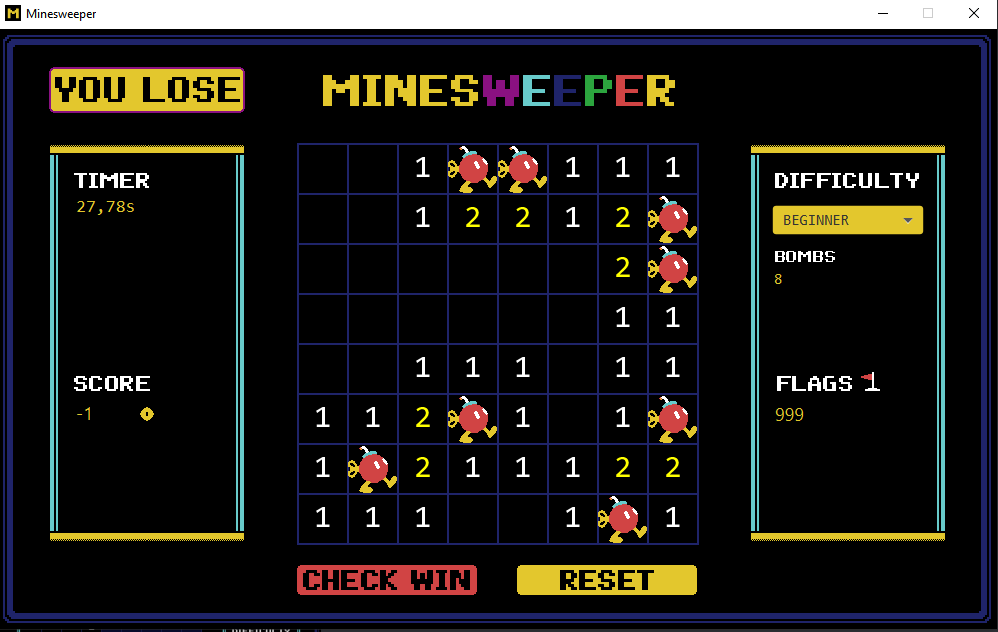 M Minesweeper
YOU LOSE
MINESWEEPER
TIMER
27,78s
SCORE
-1
1 1 1 1
1 2 2 1 2
2
1 1
1 1 1 1 1
1 1 2 1 1
1 2 1 1 1 2 2
1 1 1 1 1
DIFFICULTY
BEGINNER
BOMBS
8
FLAGS
999
CHECK WIN
RESET